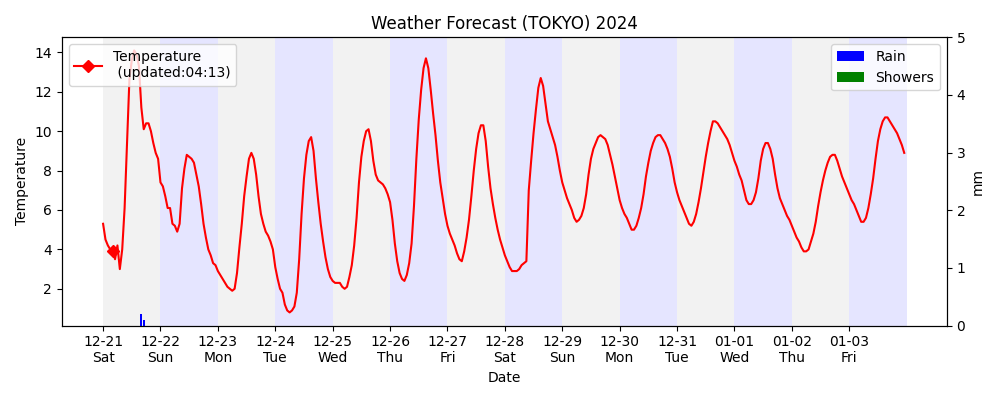 Weather Forecast (TOKYO) 2024
Temperature
(updated:04:13)
Rain
Showers
Temperature
14
12
10
8
6
4
2
5
4
3
2
1
0
mm
12-21 12-22 12-23 12-24 12-25 12-26 12-27 12-28 12-29 12-30 12-31 01-01 01-02 01-03
Sat Sun Mon Tue Wed Thu Fri Sat Sun Mon Tue Wed Thu Fri
Date